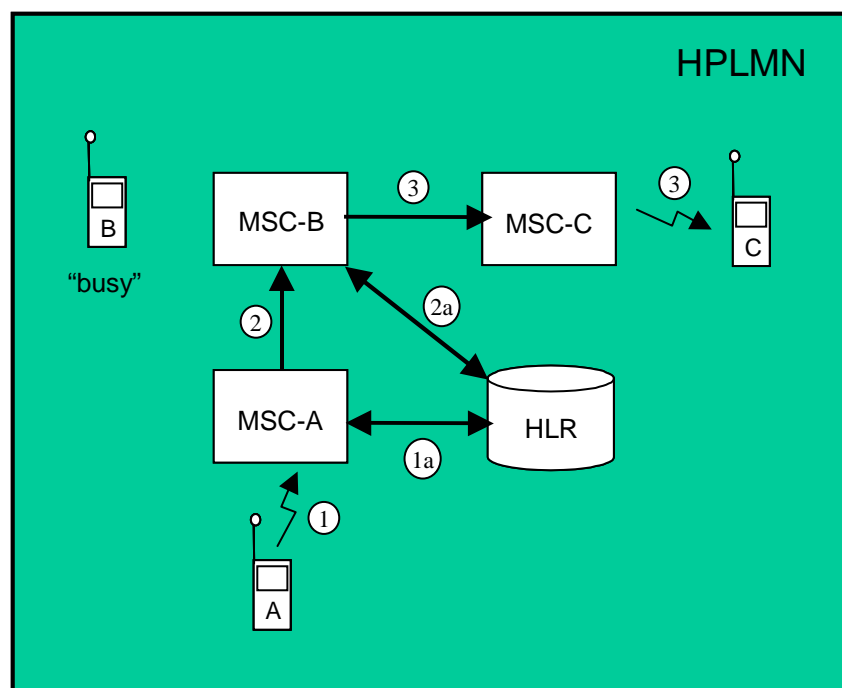 HPLMN
3
3
MSC-B
MSC-C
B
C
“busy”
2
2a
MSC-A
HLR
1a
1
A